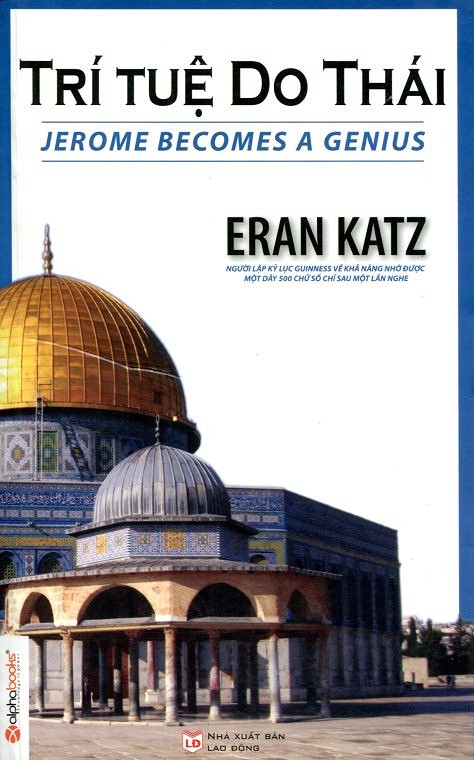 TRÍ TUỆ DO THÁI
JEROME BECOMES A GENIUS
ERAN KATZ
NGƯỜI LẬP KỶ LỤC GUINNESS VỀ KHẢ NĂNG NHỚ ĐƯỢC
MỘT DÃY 500 CHỮ SỐ CHỈ SAU MỘT LẦN NGHE
alphabooks®
LĐ
NHÀ XUẤT BẢN
LAO ĐỘNG